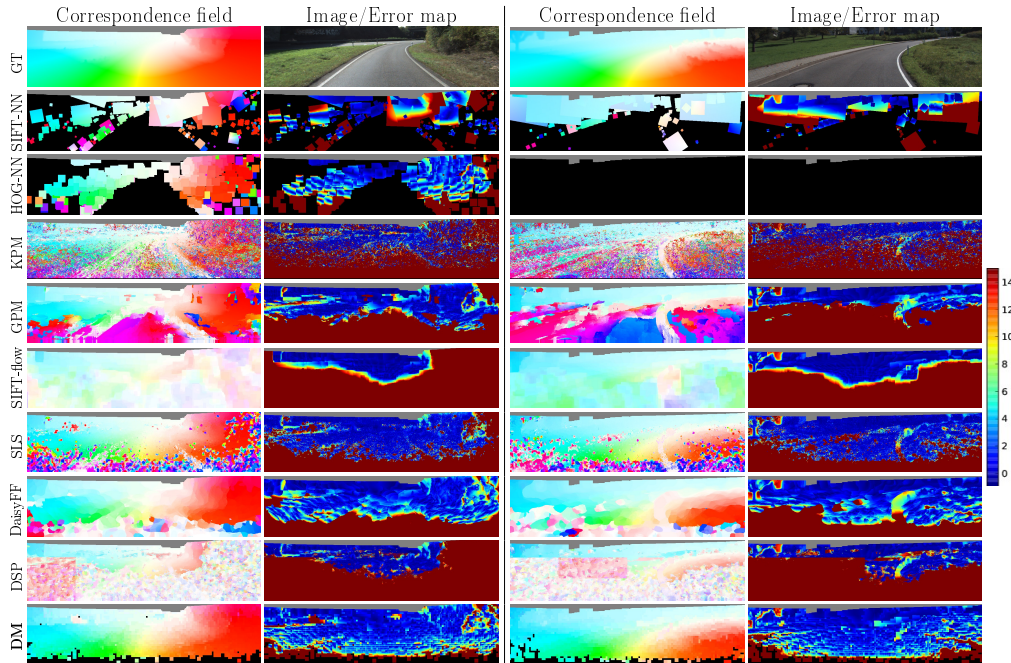 Correspondence field Image/Error map Correspondence field Image/Error map
GT
SIFT-NN
HOG-NN
KPM
GPM
SIFT-flow
SLS
DaisyFF
DSP
DM
14
12
10
8
6
4
2
0